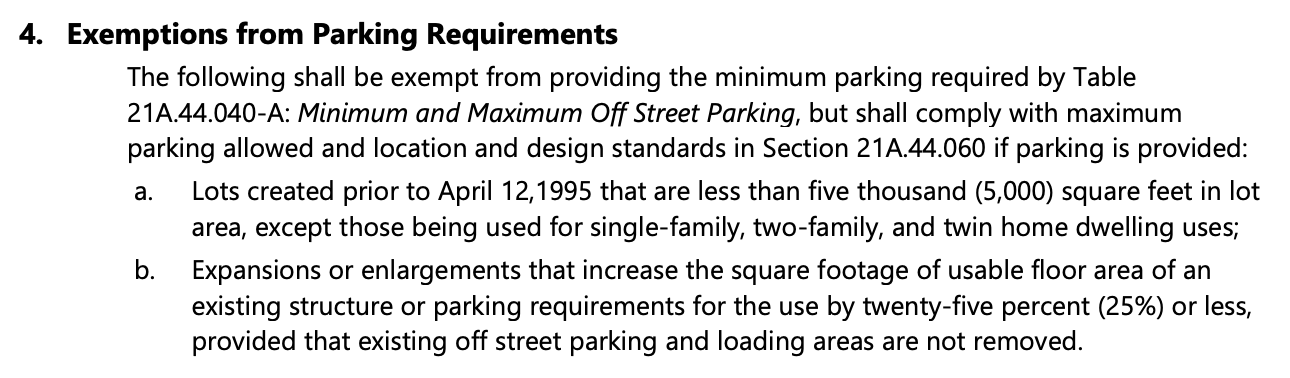 4. Exemptions from Parking Requirements
The following shall be exempt from providing the minimum parking required by Table
21A.44.040-A: Minimum and Maximum Off Street Parking, but shall comply with maximum
parking allowed and location and design standards in Section 21A.44.060 if parking is provided:
a. Lots created prior to April 12,1995 that are less than five thousand (5,000) square feet in lot
area, except those being used for single-family, two-family, and twin home dwelling uses;
b. Expansions or enlargements that increase the square footage of usable floor area of an
existing structure or parking requirements for the use by twenty-five percent (25%) or less,
provided that existing off street parking and loading areas are not removed.